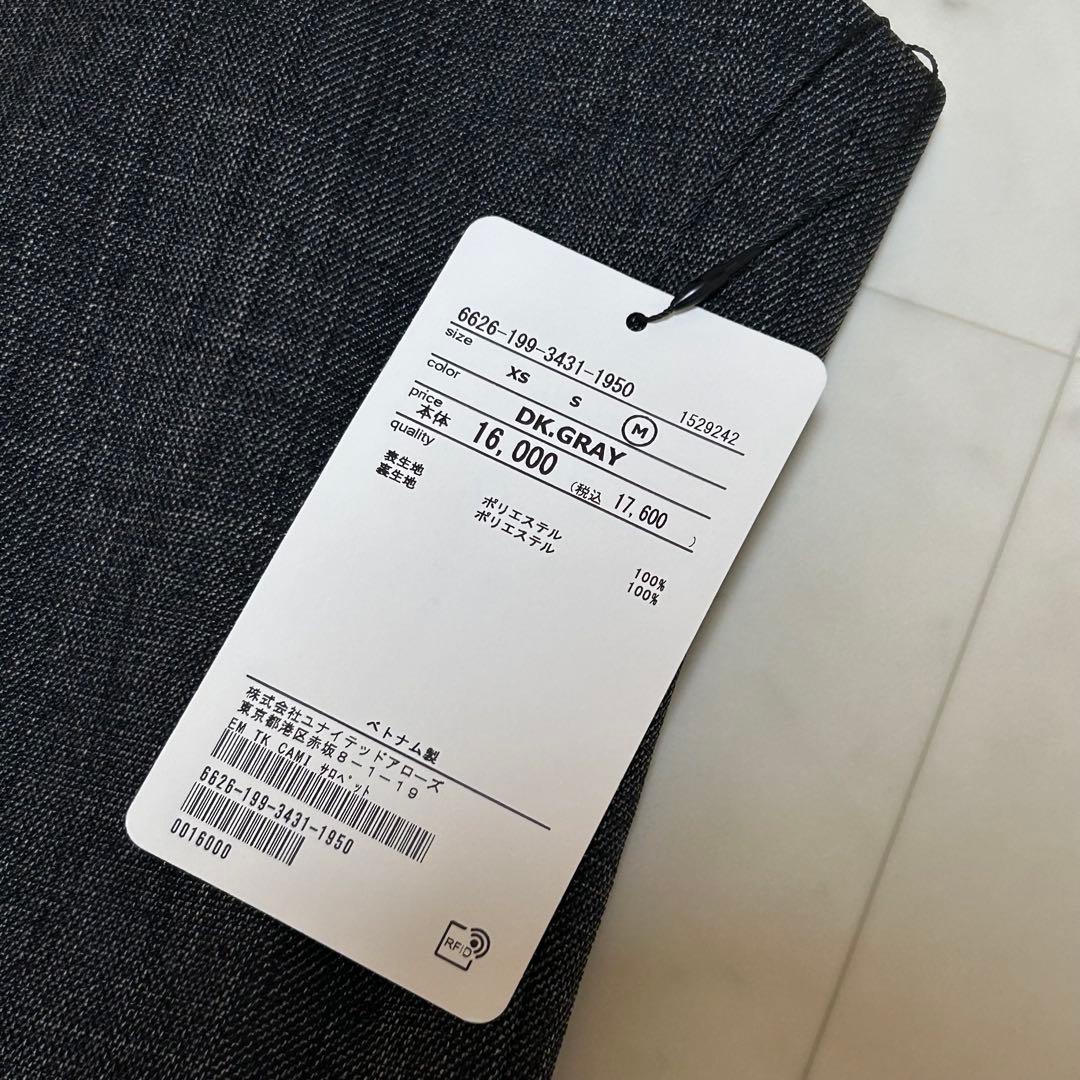 6626-199-3431-1950
size 1529242
XS S M
color DK.GRAY
price
本体 16,000 (税込 17,600 )
quality
表生地 ポリエステル 100%
裏生地 ポリエステル 100%
ベトナム製
株式会社ユナイテッドアローズ
東京都港区赤坂8-1-19
EM TK CAMI サロペット
6626-199-3431-1950
0016000
RFID